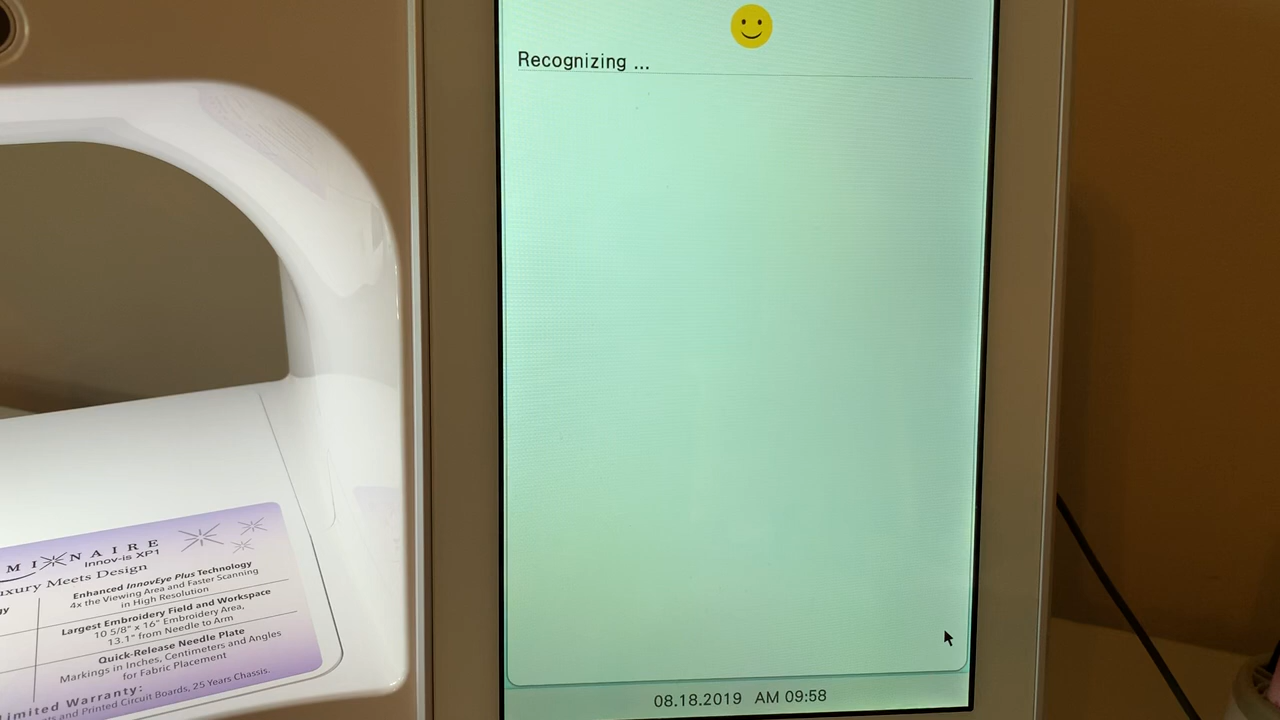 Recognizing ...
MINAIRE
Innov-is XP1
Meets Design
Enhanced InnovEye Plus Technology
4x the Viewing Area and Faster Scanning
in High Resolution
Largest Embroidery Field and Workspace
10 5/8" x 16" Embroidery Area,
13.1" from Needle to Arm
Quick-Release Needle Plate
Markings in Inches, Centimeters and Angles
for Fabric Placement
Warranty:
and Printed Circuit Boards, 25 Years Chassis.
08.18.2019 AM 09:58